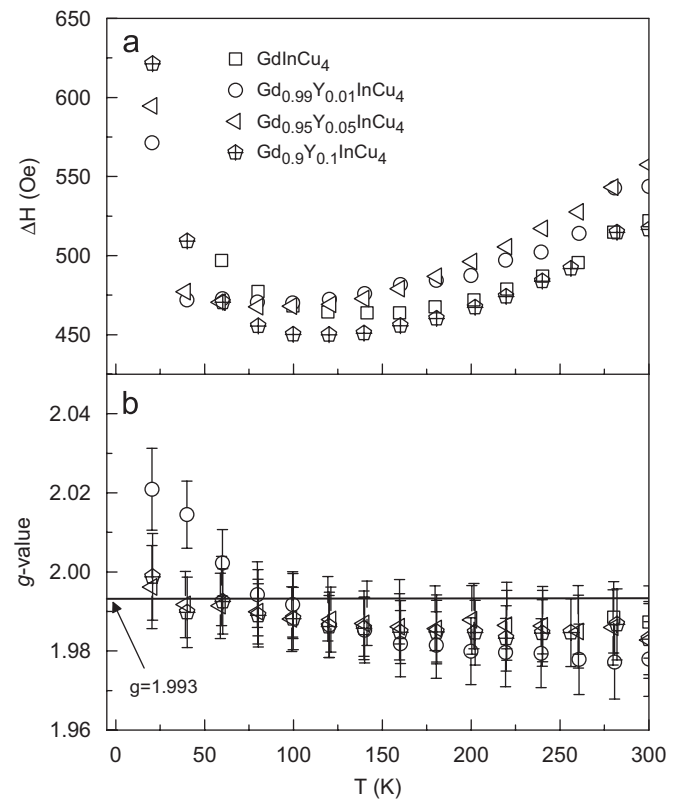 650
a
GdInCu4
Gd0.99Y0.01InCu4
600
Gd0.95Y0.05InCu4
Gd0.9Y0.1InCu4
550
ΔH (Oe)
500
450
b
2.04
2.02
g-value
2.00
1.98
g=1.993
1.96
0 50 100 150 200 250 300
T (K)